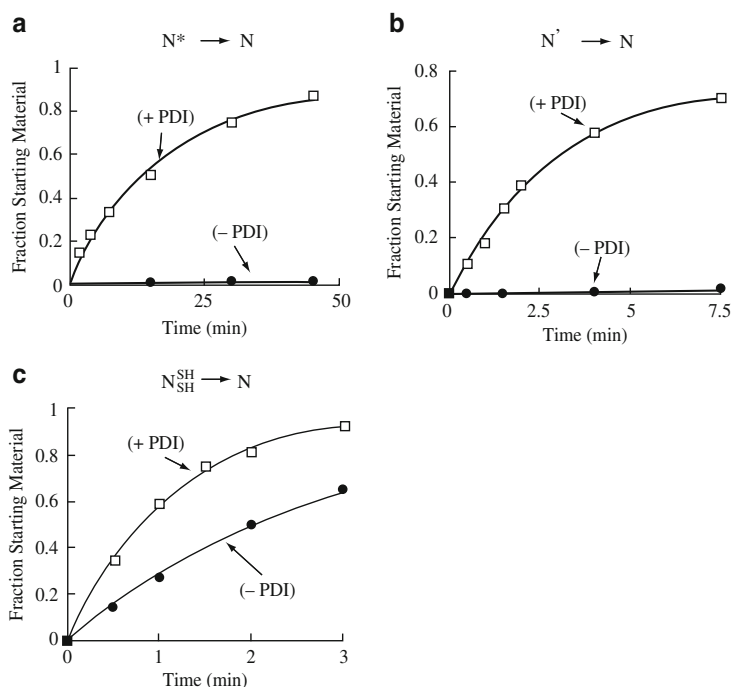 a
N* → N
Fraction Starting Material
1
0.8
0.6
0.4
0.2
0
(+ PDI)
(– PDI)
0 25 50
Time (min)
b
N’ → N
Fraction Starting Material
0.8
0.6
0.4
0.2
0
(+ PDI)
(– PDI)
0 2.5 5 7.5
Time (min)
c
N SH SH → N
Fraction Starting Material
1
0.8
0.6
0.4
0.2
0
(+ PDI)
(– PDI)
0 1 2 3
Time (min)